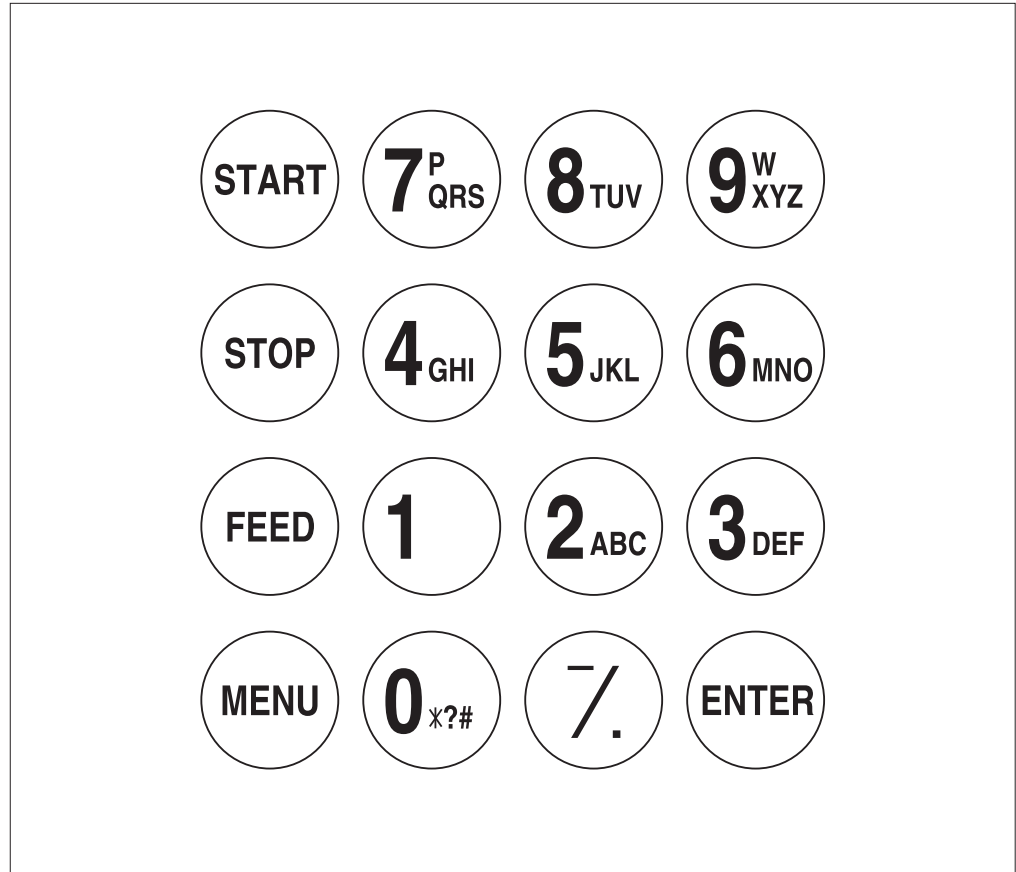 START 7 P QRS 8 TUV 9 W XYZ
STOP 4 GHI 5 JKL 6 MNO
FEED 1 2 ABC 3 DEF
MENU 0 *?# –/. ENTER